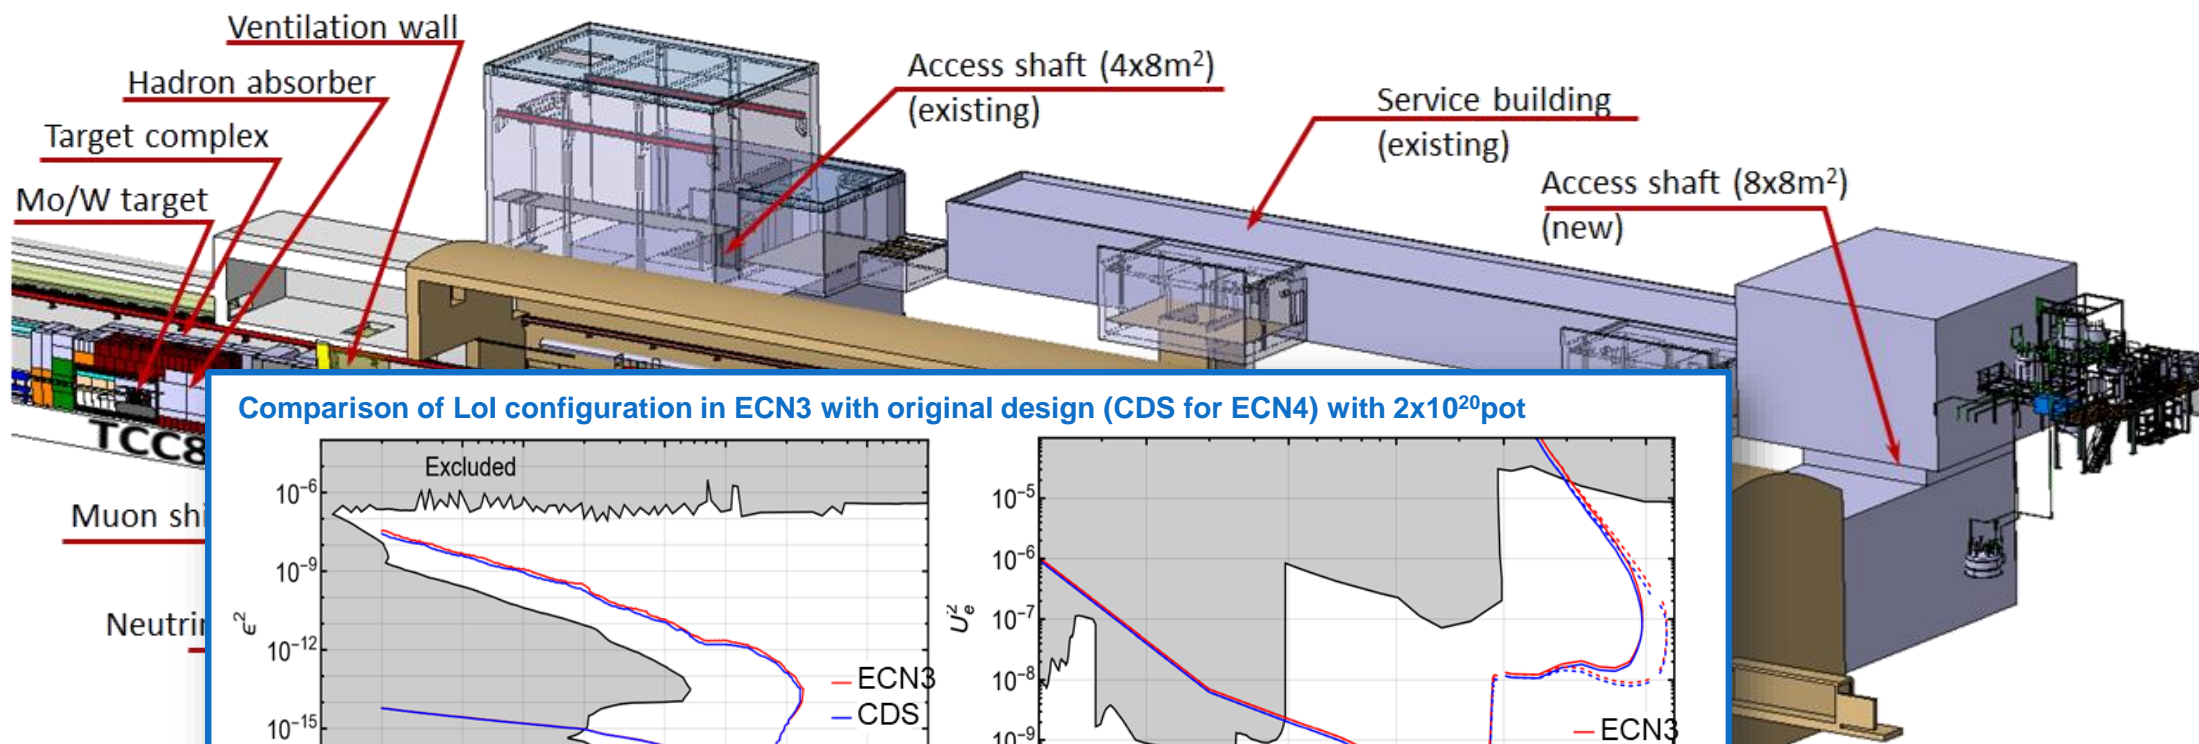 Ventilation wall
Hadron absorber
Target complex
Mo/W target
Access shaft (4x8m²)
(existing)
Service building
(existing)
Access shaft (8x8m²)
(new)
TCC8
Muon shi
Neutrin
Comparison of LoI configuration in ECN3 with original design (CDS for ECN4) with 2x10²⁰pot
Excluded
10⁻⁶
10⁻⁹
10⁻¹²
10⁻¹⁵
ϵ²
ECN3
CDS
10⁻⁵
10⁻⁶
10⁻⁷
10⁻⁸
10⁻⁹
U²ₑ
ECN3